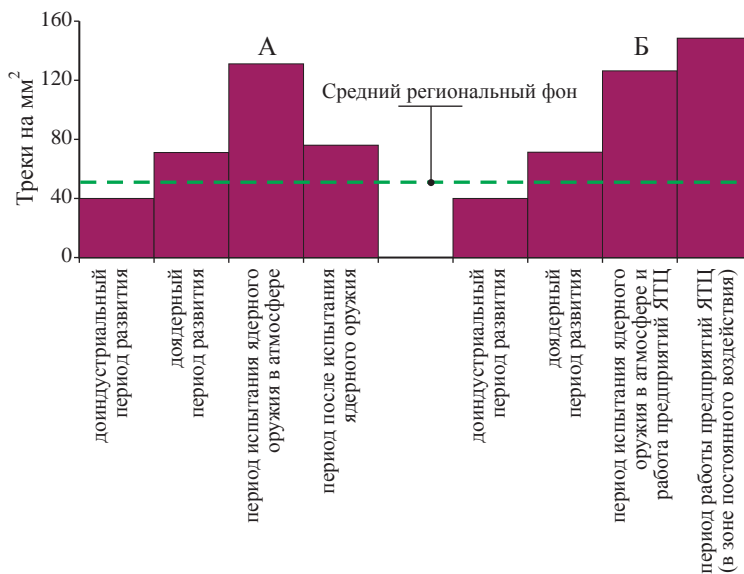 160
120
80
40
0
Треки на мм2
А
Б
Средний региональный фон
доиндустриальный
период развития
доядерный
период развития
период испытания ядерного
оружия в атмосфере
период после испытания
ядерного оружия
доиндустриальный
период развития
доядерный
период развития
период испытания ядерного
оружия в атмосфере и
работа предприятий ЯТЦ
период работы предприятий ЯТЦ
(в зоне постоянного воздействия)